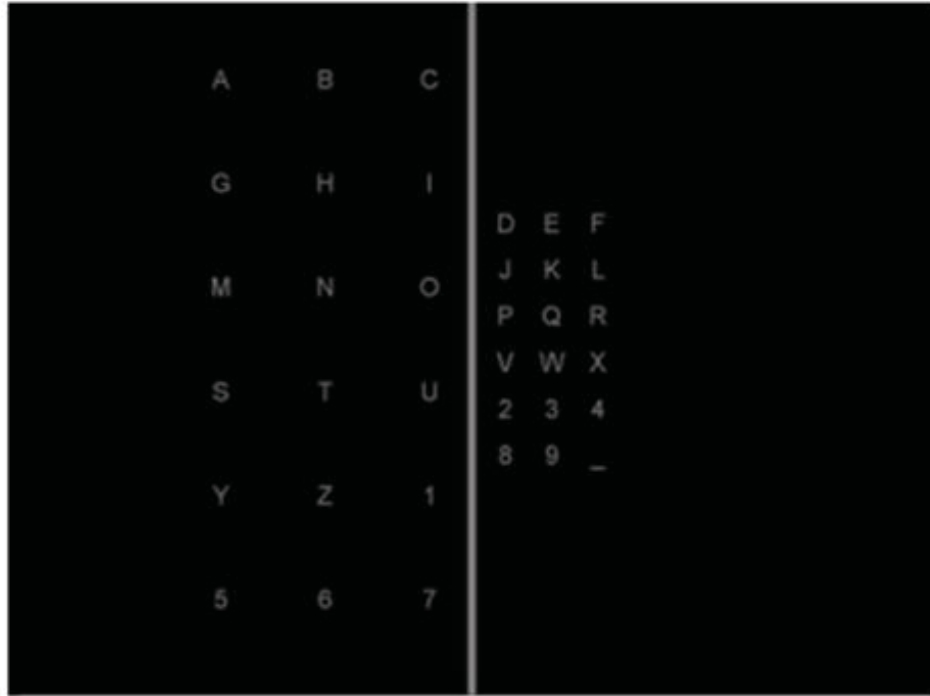 A B C
G H I
M N O
S T U
Y Z 1
5 6 7
D E F
J K L
P Q R
V W X
2 3 4
8 9 _